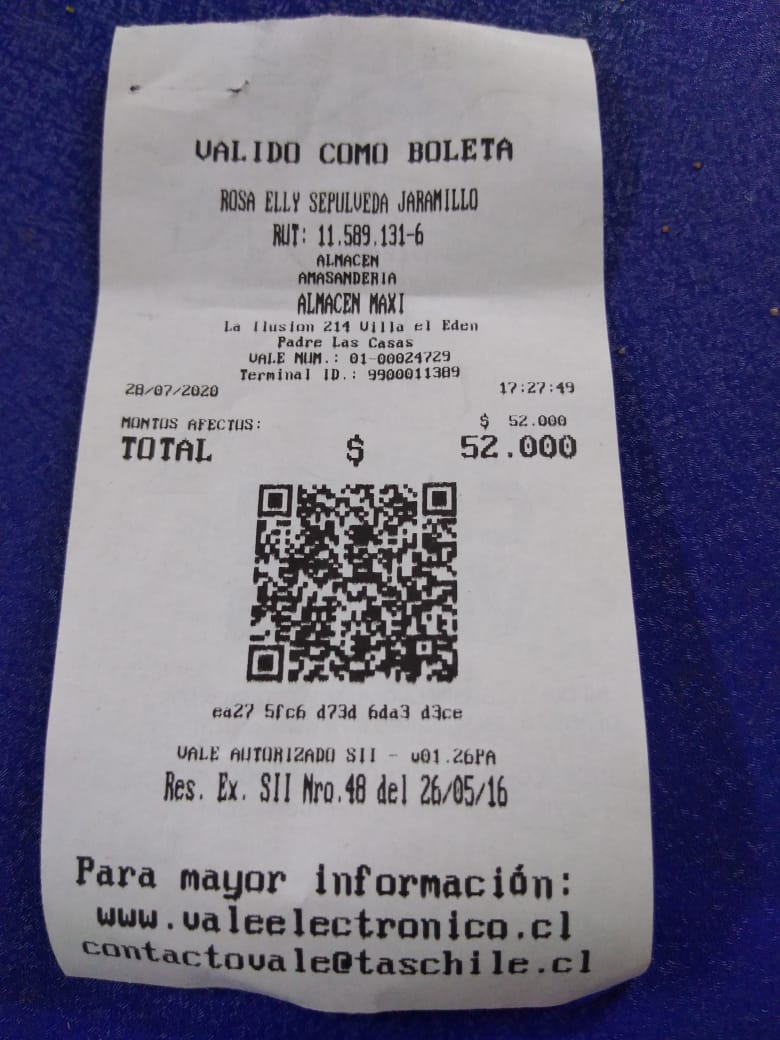 VALIDO COMO BOLETA
ROSA ELLY SEPULVEDA JARAMILLO
RUT: 11.589.131-6
ALMACEN
AMASANDERIA
ALMACEN MAXI
La Ilusion 214 Villa el Eden
Padre Las Casas
VALE NUM.: 01-00024729
Terminal ID.: 9900011389
28/07/2020 17:27:49
MONTOS AFECTOS: $ 52.000
TOTAL $ 52.000
ea27 5fc6 d73d 6da3 d3ce
VALE AUTORIZADO SII - v01.26PA
Res. Ex. SII Nro.48 del 26/05/16
Para mayor información:
www.valeelectronico.cl
contactovale@taschile.cl